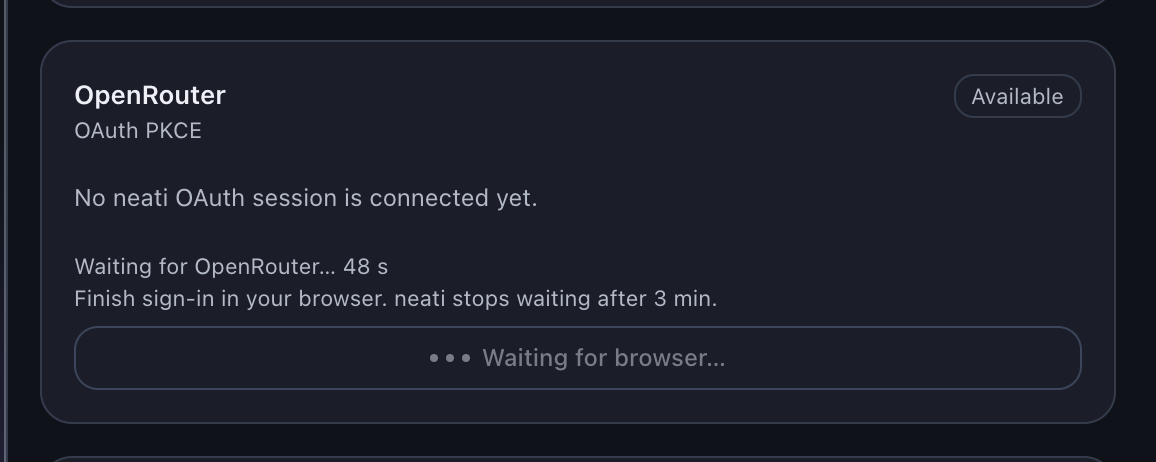 OpenRouter
Available
OAuth PKCE
No neati OAuth session is connected yet.
Waiting for OpenRouter... 48 s
Finish sign-in in your browser. neati stops waiting after 3 min.
Waiting for browser...